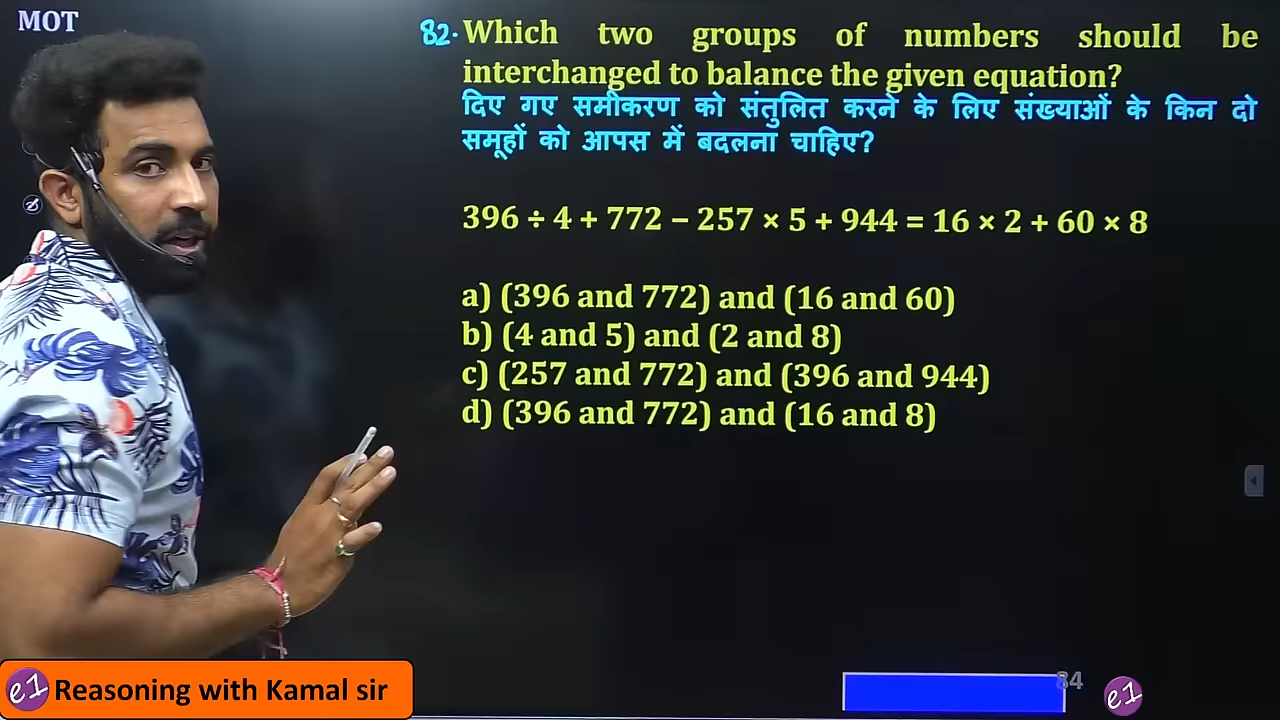 MOT
82. Which two groups of numbers should be
interchanged to balance the given equation?
दिए गए समीकरण को संतुलित करने के लिए संख्याओं के किन दो
समूहों को आपस में बदलना चाहिए?
396 ÷ 4 + 772 − 257 × 5 + 944 = 16 × 2 + 60 × 8
a) (396 and 772) and (16 and 60)
b) (4 and 5) and (2 and 8)
c) (257 and 772) and (396 and 944)
d) (396 and 772) and (16 and 8)
e1 Reasoning with Kamal sir
84
e1